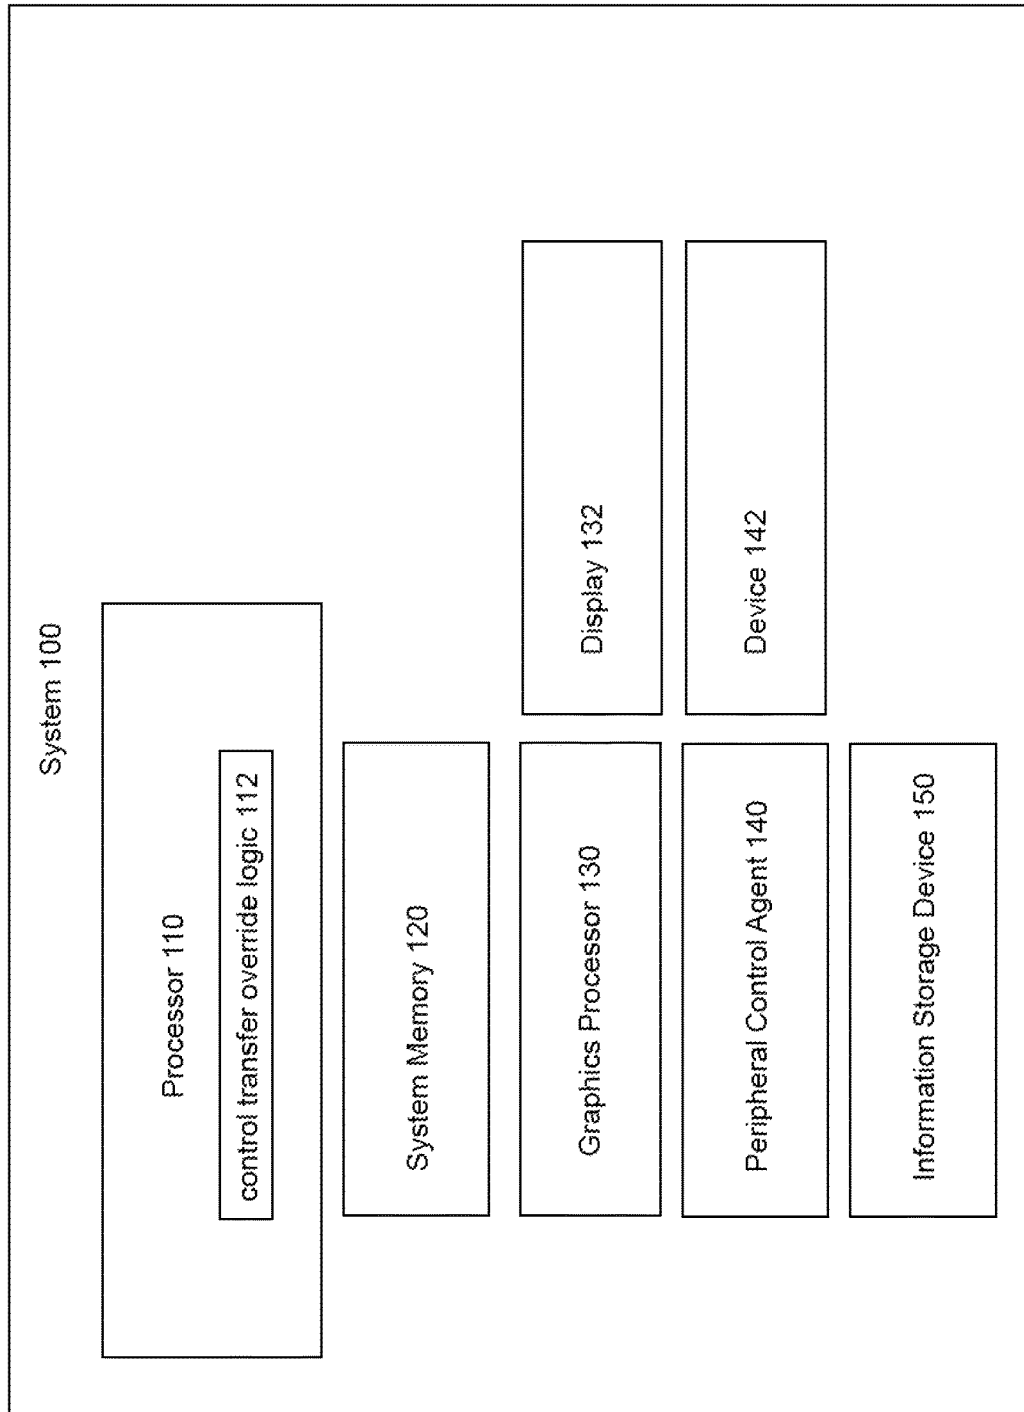 System 100
Processor 110
control transfer override logic 112
System Memory 120
Graphics Processor 130
Display 132
Peripheral Control Agent 140
Device 142
Information Storage Device 150